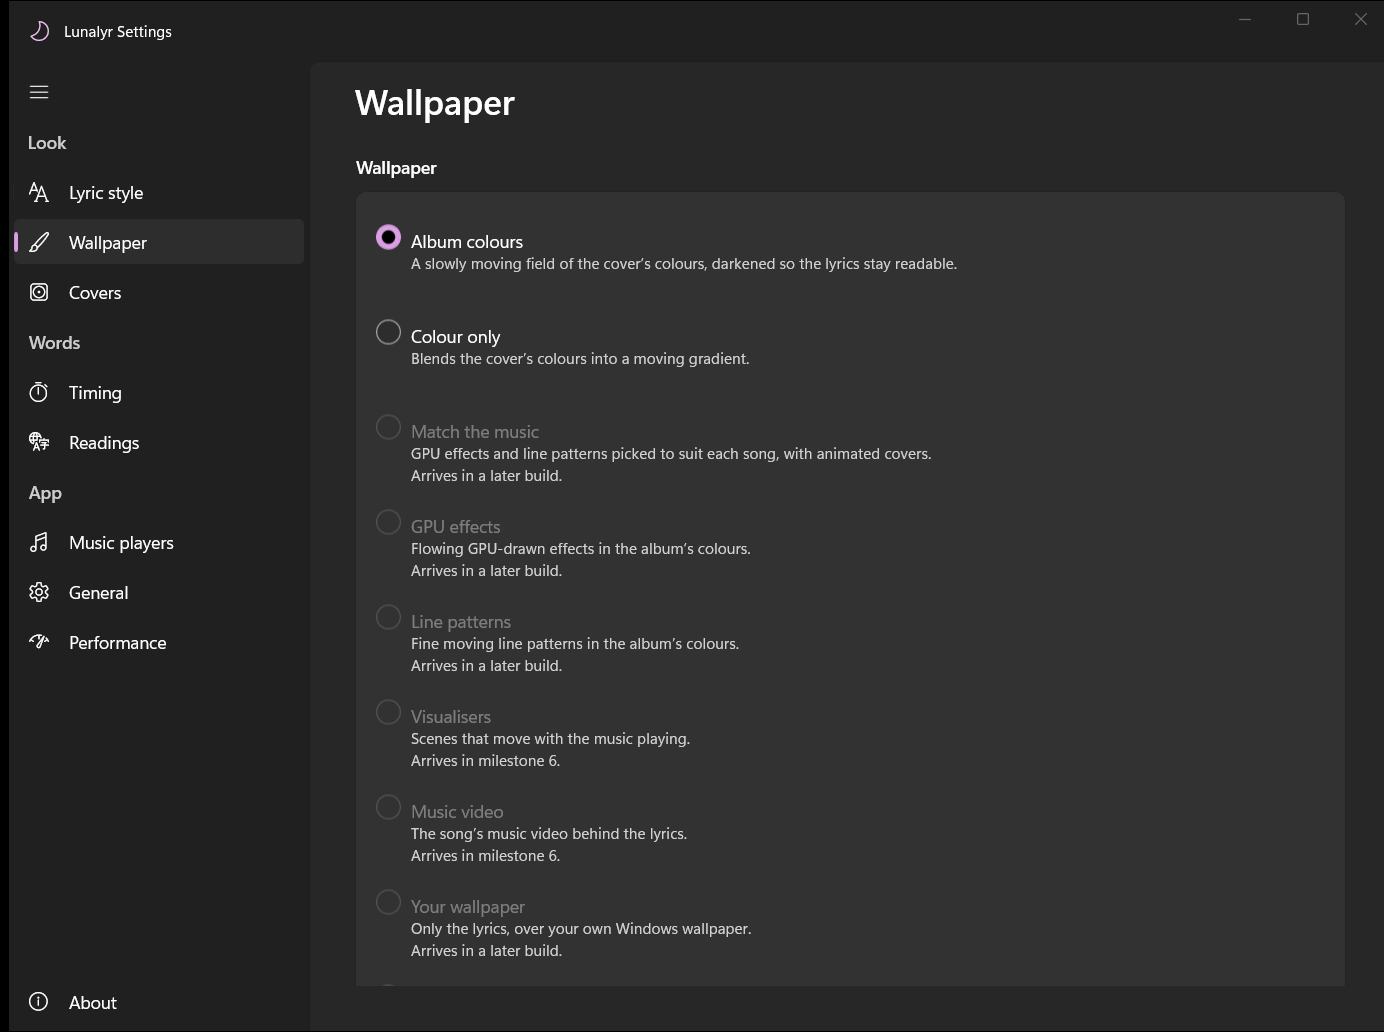 Lunalyr Settings
Look
Lyric style
Wallpaper
Covers
Words
Timing
Readings
App
Music players
General
Performance
About
Wallpaper
Wallpaper
Album colours
A slowly moving field of the cover’s colours, darkened so the lyrics stay readable.
Colour only
Blends the cover’s colours into a moving gradient.
Match the music
GPU effects and line patterns picked to suit each song, with animated covers.
Arrives in a later build.
GPU effects
Flowing GPU-drawn effects in the album’s colours.
Arrives in a later build.
Line patterns
Fine moving line patterns in the album’s colours.
Arrives in a later build.
Visualisers
Scenes that move with the music playing.
Arrives in milestone 6.
Music video
The song’s music video behind the lyrics.
Arrives in milestone 6.
Your wallpaper
Only the lyrics, over your own Windows wallpaper.
Arrives in a later build.